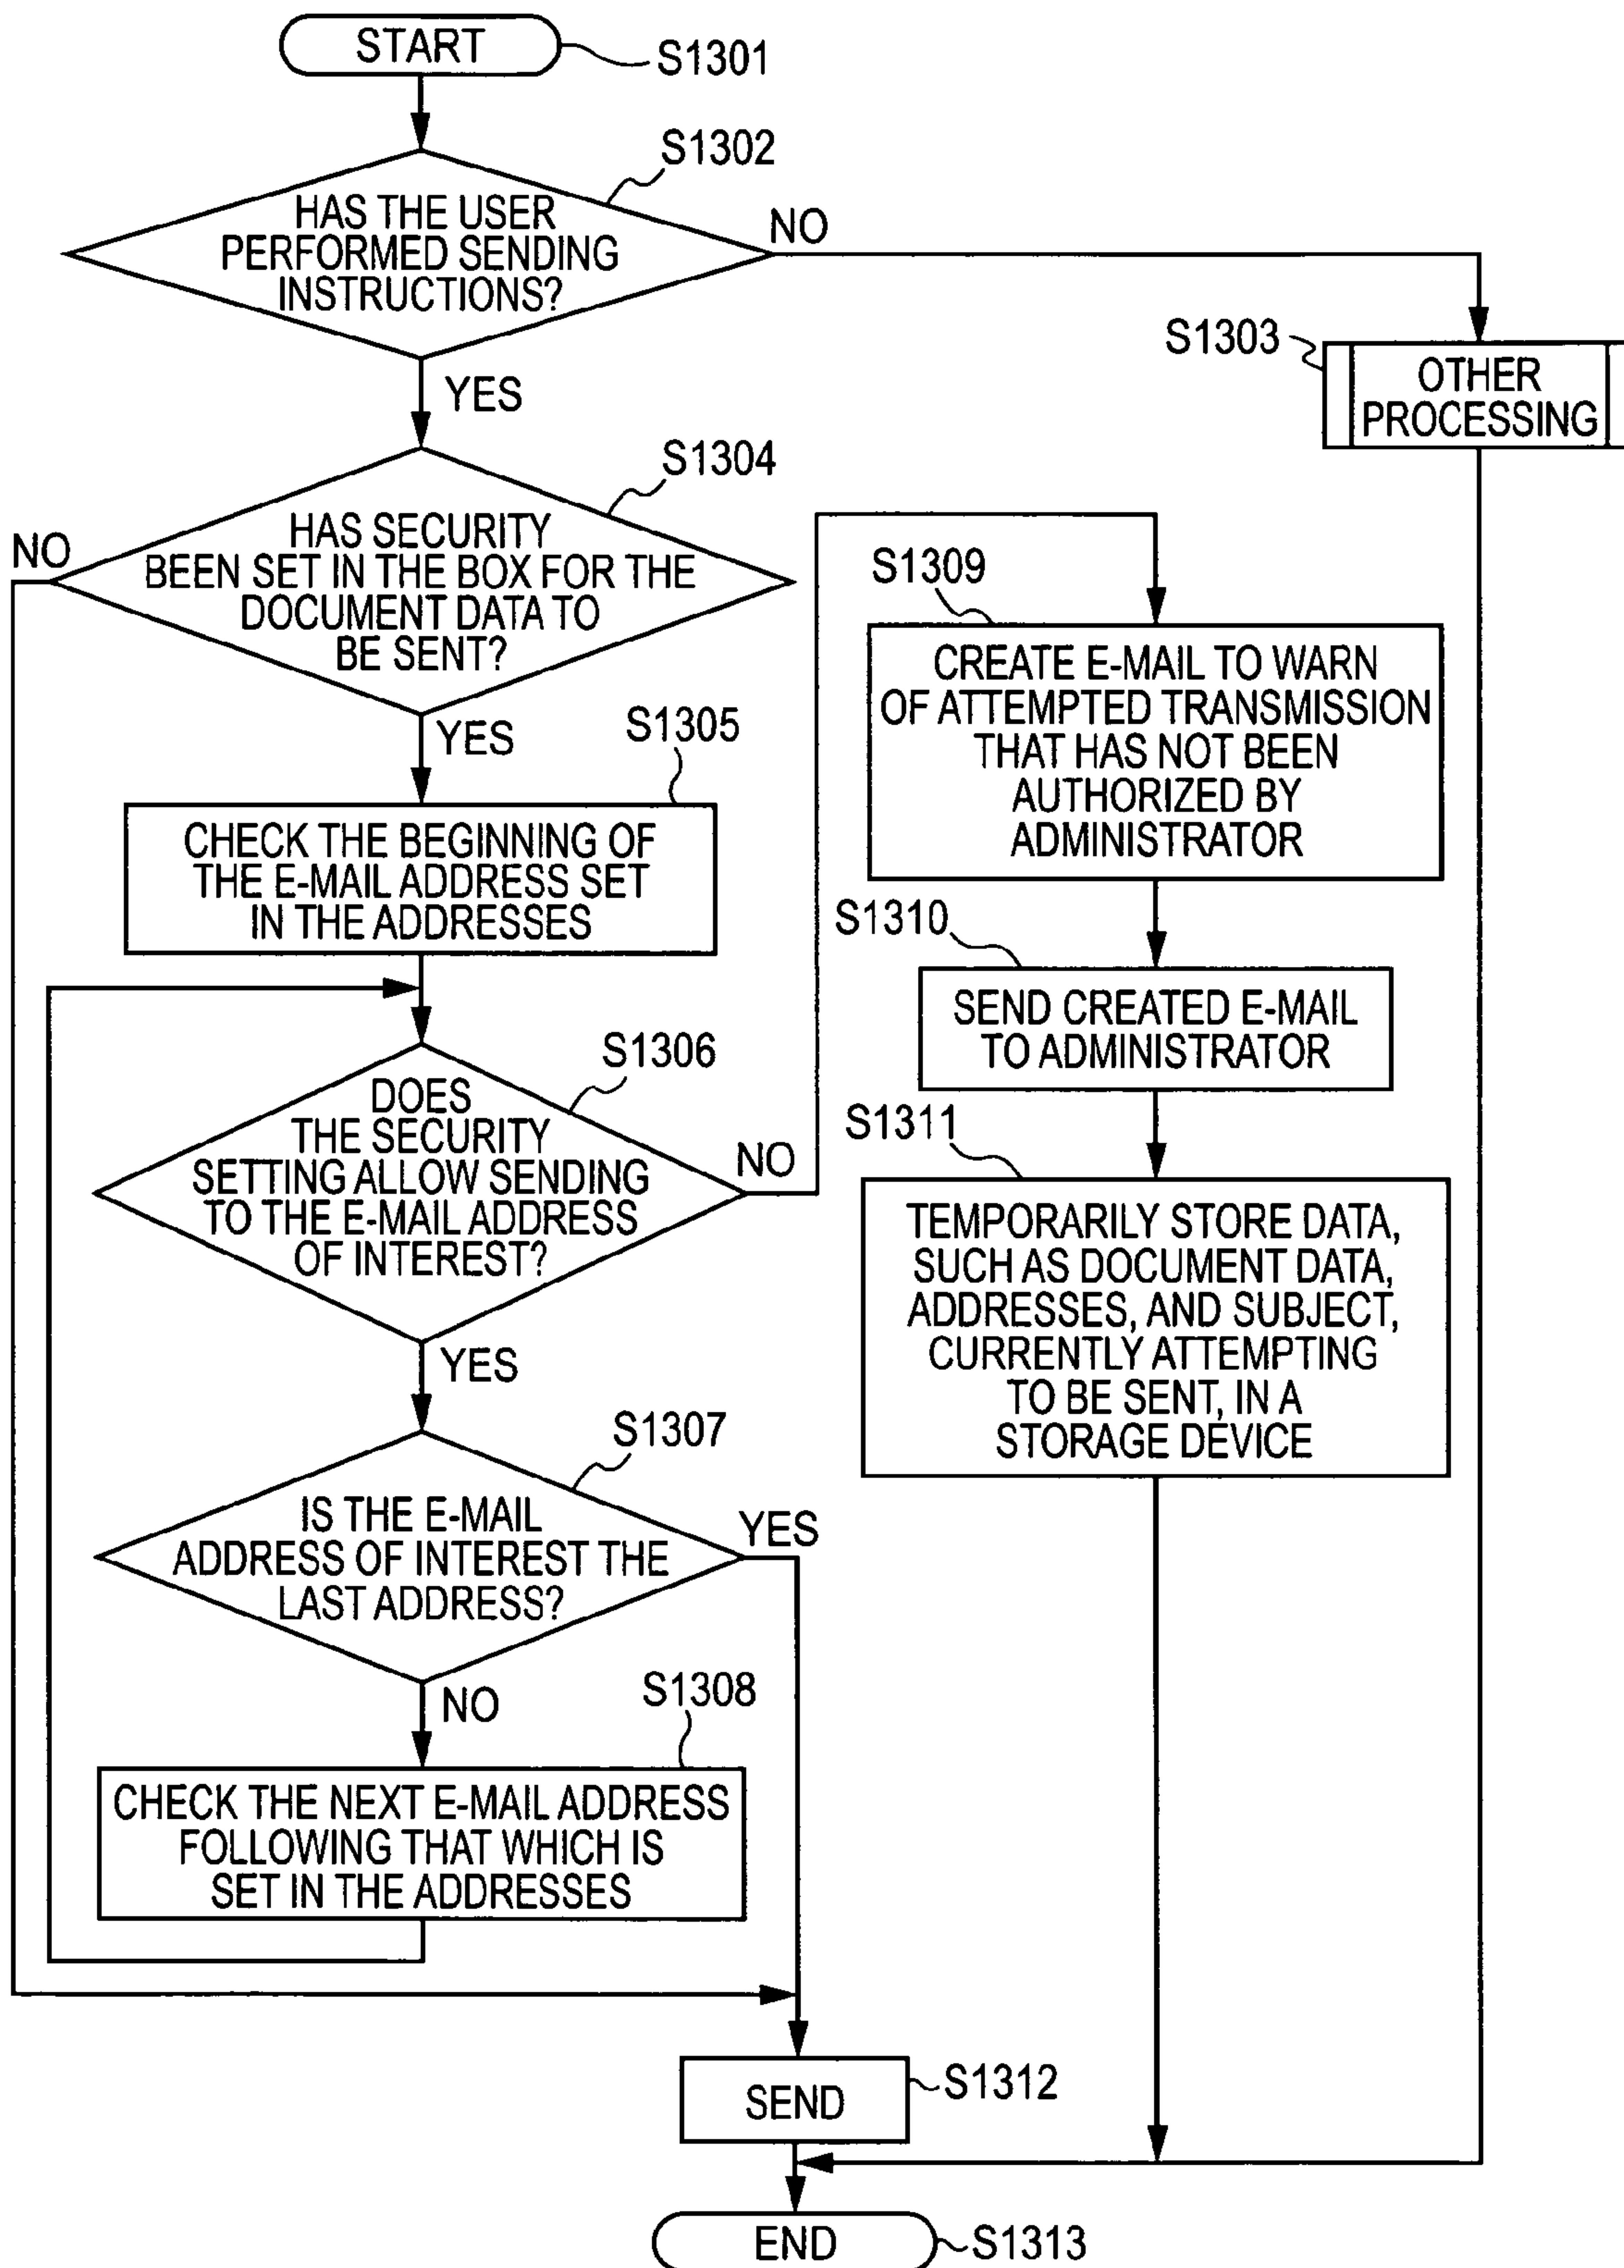 START
S1301
S1302
HAS THE USER
PERFORMED SENDING
INSTRUCTIONS?
NO
YES
S1303
OTHER
PROCESSING
S1304
HAS SECURITY
BEEN SET IN THE BOX FOR THE
DOCUMENT DATA TO
BE SENT?
NO
YES
S1305
CHECK THE BEGINNING OF
THE E-MAIL ADDRESS SET
IN THE ADDRESSES
S1306
DOES
THE SECURITY
SETTING ALLOW SENDING
TO THE E-MAIL ADDRESS
OF INTEREST?
NO
YES
S1307
IS THE E-MAIL
ADDRESS OF INTEREST THE
LAST ADDRESS?
YES
NO
S1308
CHECK THE NEXT E-MAIL ADDRESS
FOLLOWING THAT WHICH IS
SET IN THE ADDRESSES
S1309
CREATE E-MAIL TO WARN
OF ATTEMPTED TRANSMISSION
THAT HAS NOT BEEN
AUTHORIZED BY
ADMINISTRATOR
S1310
SEND CREATED E-MAIL
TO ADMINISTRATOR
S1311
TEMPORARILY STORE DATA,
SUCH AS DOCUMENT DATA,
ADDRESSES, AND SUBJECT,
CURRENTLY ATTEMPTING
TO BE SENT, IN A
STORAGE DEVICE
SEND
S1312
END
S1313